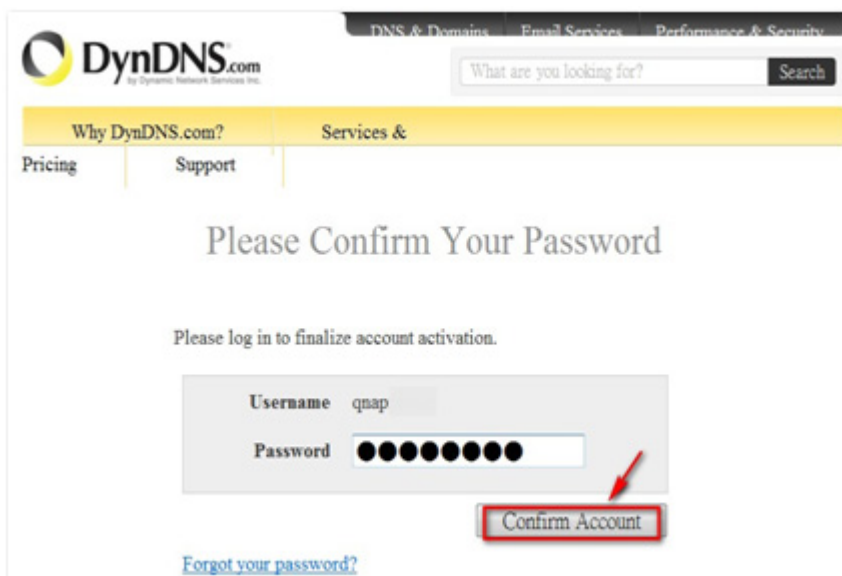 DNS & Domains Email Services Performance & Security
DynDNS.com
by Dynamic Network Services Inc.
What are you looking for? Search
Why DynDNS.com? Services &
Pricing Support
Please Confirm Your Password
Please log in to finalize account activation.
Username qnap
Password ●●●●●●●●
Confirm Account
Forgot your password?